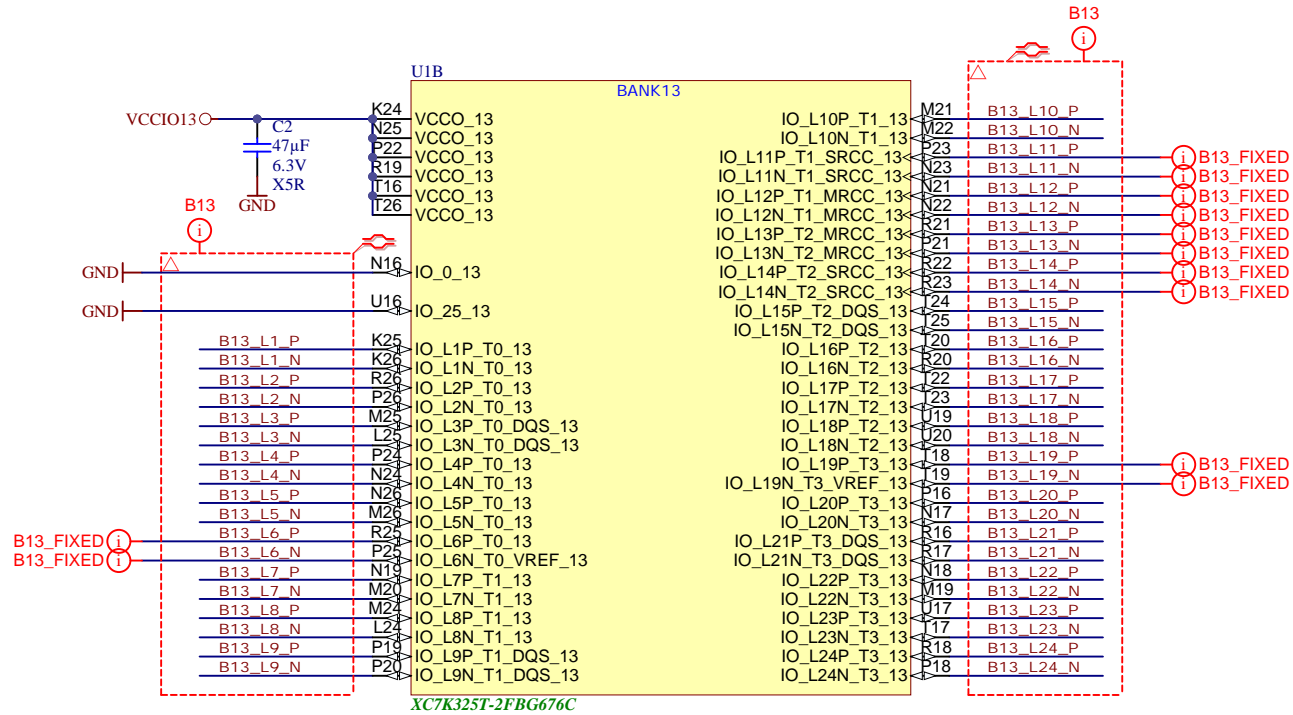 B13
U1B
BANK13
VCCIO13
C2
47µF
6.3V
X5R
GND
K24 VCCO_13
N25 VCCO_13
P22 VCCO_13
R19 VCCO_13
T16 VCCO_13
T26 VCCO_13
B13
GND N16 IO_0_13
GND U16 IO_25_13
B13_L1_P K25 IO_L1P_T0_13
B13_L1_N K26 IO_L1N_T0_13
B13_L2_P R26 IO_L2P_T0_13
B13_L2_N P26 IO_L2N_T0_13
B13_L3_P M25 IO_L3P_T0_DQS_13
B13_L3_N L25 IO_L3N_T0_DQS_13
B13_L4_P P24 IO_L4P_T0_13
B13_L4_N N24 IO_L4N_T0_13
B13_L5_P N26 IO_L5P_T0_13
B13_L5_N M26 IO_L5N_T0_13
B13_FIXED i B13_L6_P R25 IO_L6P_T0_13
B13_FIXED i B13_L6_N P25 IO_L6N_T0_VREF_13
B13_L7_P N19 IO_L7P_T1_13
B13_L7_N M20 IO_L7N_T1_13
B13_L8_P M24 IO_L8P_T1_13
B13_L8_N L24 IO_L8N_T1_13
B13_L9_P P19 IO_L9P_T1_DQS_13
B13_L9_N P20 IO_L9N_T1_DQS_13
IO_L10P_T1_13 M21 B13_L10_P
IO_L10N_T1_13 M22 B13_L10_N
IO_L11P_T1_SRCC_13 P23 B13_L11_P i B13_FIXED
IO_L11N_T1_SRCC_13 N23 B13_L11_N i B13_FIXED
IO_L12P_T1_MRCC_13 N21 B13_L12_P i B13_FIXED
IO_L12N_T1_MRCC_13 N22 B13_L12_N i B13_FIXED
IO_L13P_T2_MRCC_13 R21 B13_L13_P i B13_FIXED
IO_L13N_T2_MRCC_13 P21 B13_L13_N i B13_FIXED
IO_L14P_T2_SRCC_13 R22 B13_L14_P i B13_FIXED
IO_L14N_T2_SRCC_13 R23 B13_L14_N i B13_FIXED
IO_L15P_T2_DQS_13 T24 B13_L15_P
IO_L15N_T2_DQS_13 T25 B13_L15_N
IO_L16P_T2_13 T20 B13_L16_P
IO_L16N_T2_13 R20 B13_L16_N
IO_L17P_T2_13 T22 B13_L17_P
IO_L17N_T2_13 T23 B13_L17_N
IO_L18P_T2_13 U19 B13_L18_P
IO_L18N_T2_13 U20 B13_L18_N
IO_L19P_T3_13 T18 B13_L19_P i B13_FIXED
IO_L19N_T3_VREF_13 T19 B13_L19_N i B13_FIXED
IO_L20P_T3_13 P16 B13_L20_P
IO_L20N_T3_13 N17 B13_L20_N
IO_L21P_T3_DQS_13 R16 B13_L21_P
IO_L21N_T3_DQS_13 R17 B13_L21_N
IO_L22P_T3_13 N18 B13_L22_P
IO_L22N_T3_13 M19 B13_L22_N
IO_L23P_T3_13 U17 B13_L23_P
IO_L23N_T3_13 T17 B13_L23_N
IO_L24P_T3_13 R18 B13_L24_P
IO_L24N_T3_13 P18 B13_L24_N
XC7K325T-2FBG676C